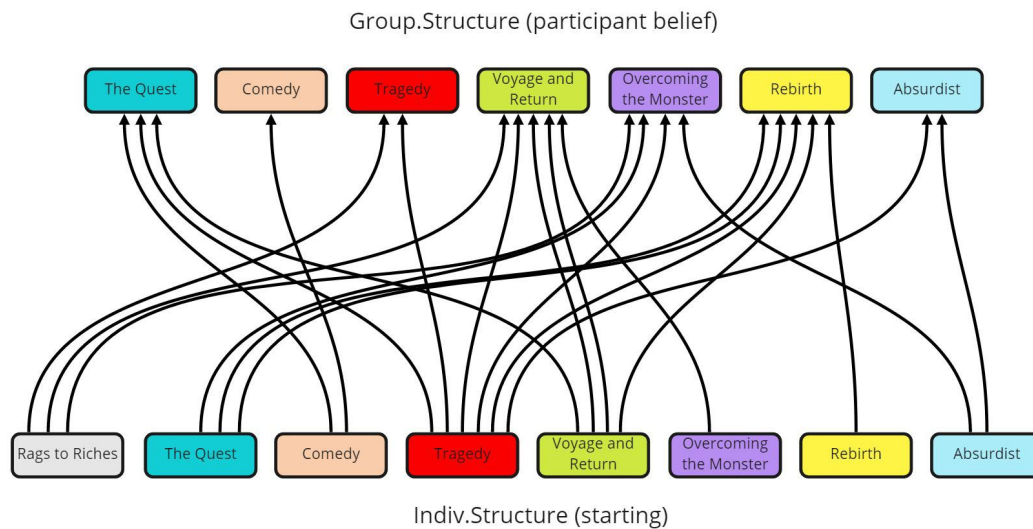 Group.Structure (participant belief)
The Quest
Comedy
Tragedy
Voyage and
Return
Overcoming
the Monster
Rebirth
Absurdist
Rags to Riches
The Quest
Comedy
Tragedy
Voyage and
Return
Overcoming
the Monster
Rebirth
Absurdist
Indiv.Structure (starting)